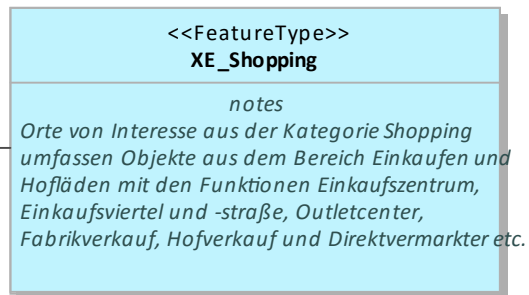 <<FeatureType>>
XE_Shopping
notes
Orte von Interesse aus der Kategorie Shopping
umfassen Objekte aus dem Bereich Einkaufen und
Hofläden mit den Funktionen Einkaufszentrum,
Einkaufsviertel und -straße, Outletcenter,
Fabrikverkauf, Hofverkauf und Direktvermarkter etc.